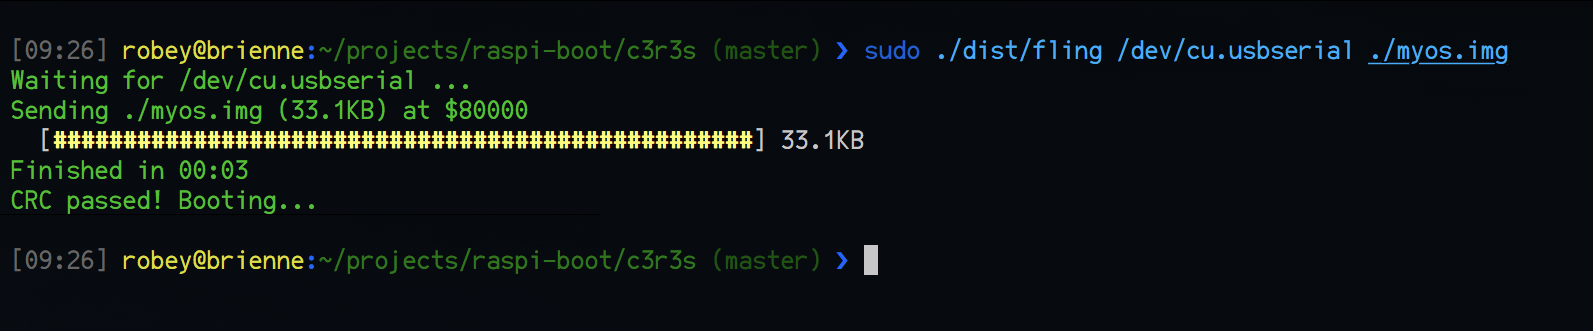 [09:26] robey@brienne:~/projects/raspi-boot/c3r3s (master) ❯ sudo ./dist/fling /dev/cu.usbserial ./myos.img
Waiting for /dev/cu.usbserial ...
Sending ./myos.img (33.1KB) at $80000
[##################################################] 33.1KB
Finished in 00:03
CRC passed! Booting...
[09:26] robey@brienne:~/projects/raspi-boot/c3r3s (master) ❯